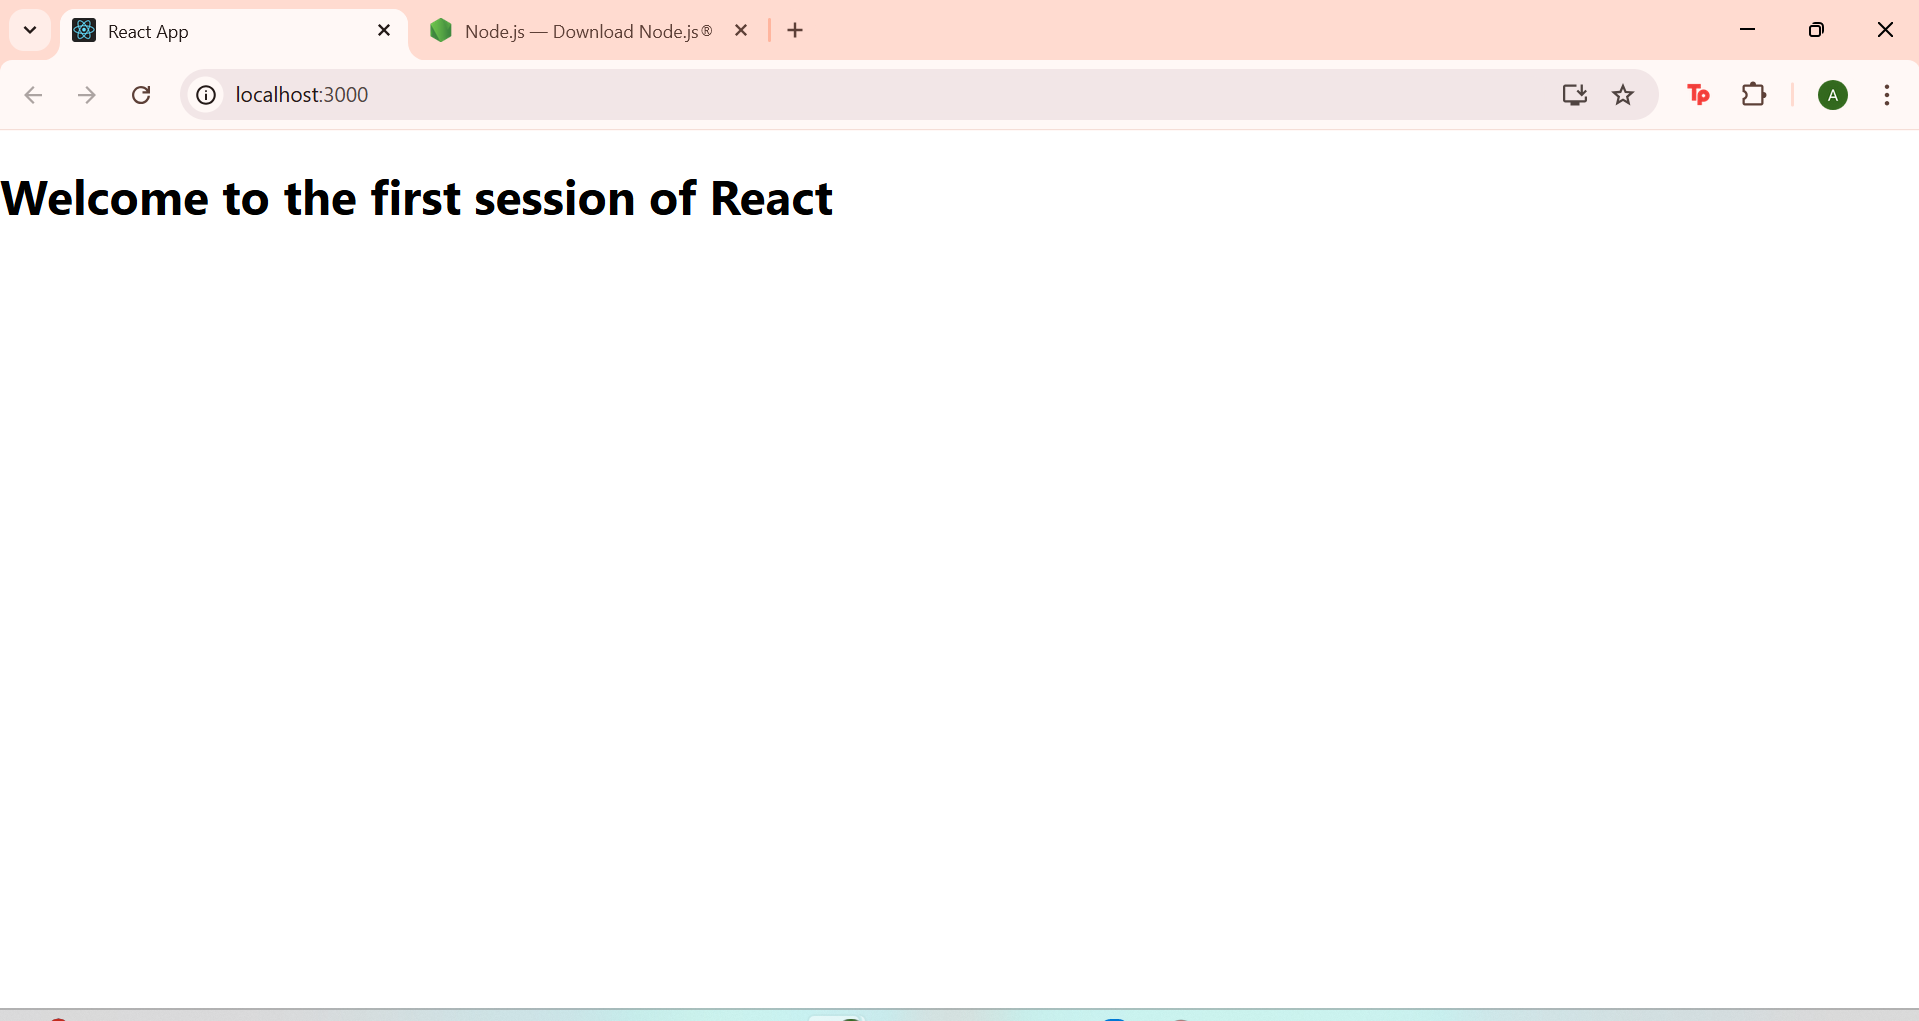 React App
Node.js — Download Node.js®
localhost:3000
Tp
A
Welcome to the first session of React